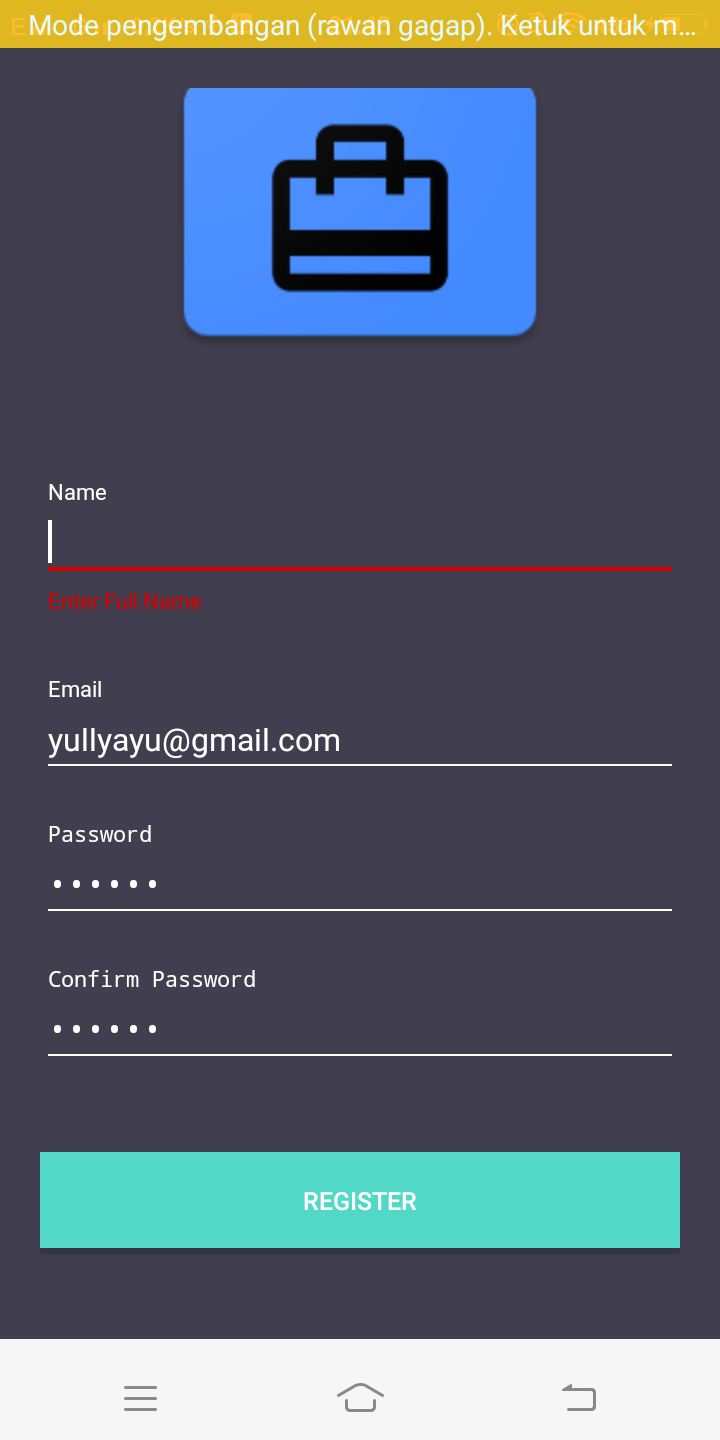 Mode pengembangan (rawan gagap). Ketuk untuk m...
Name
Enter Full Name
Email
yullyayu@gmail.com
Password
••••••
Confirm Password
••••••
REGISTER